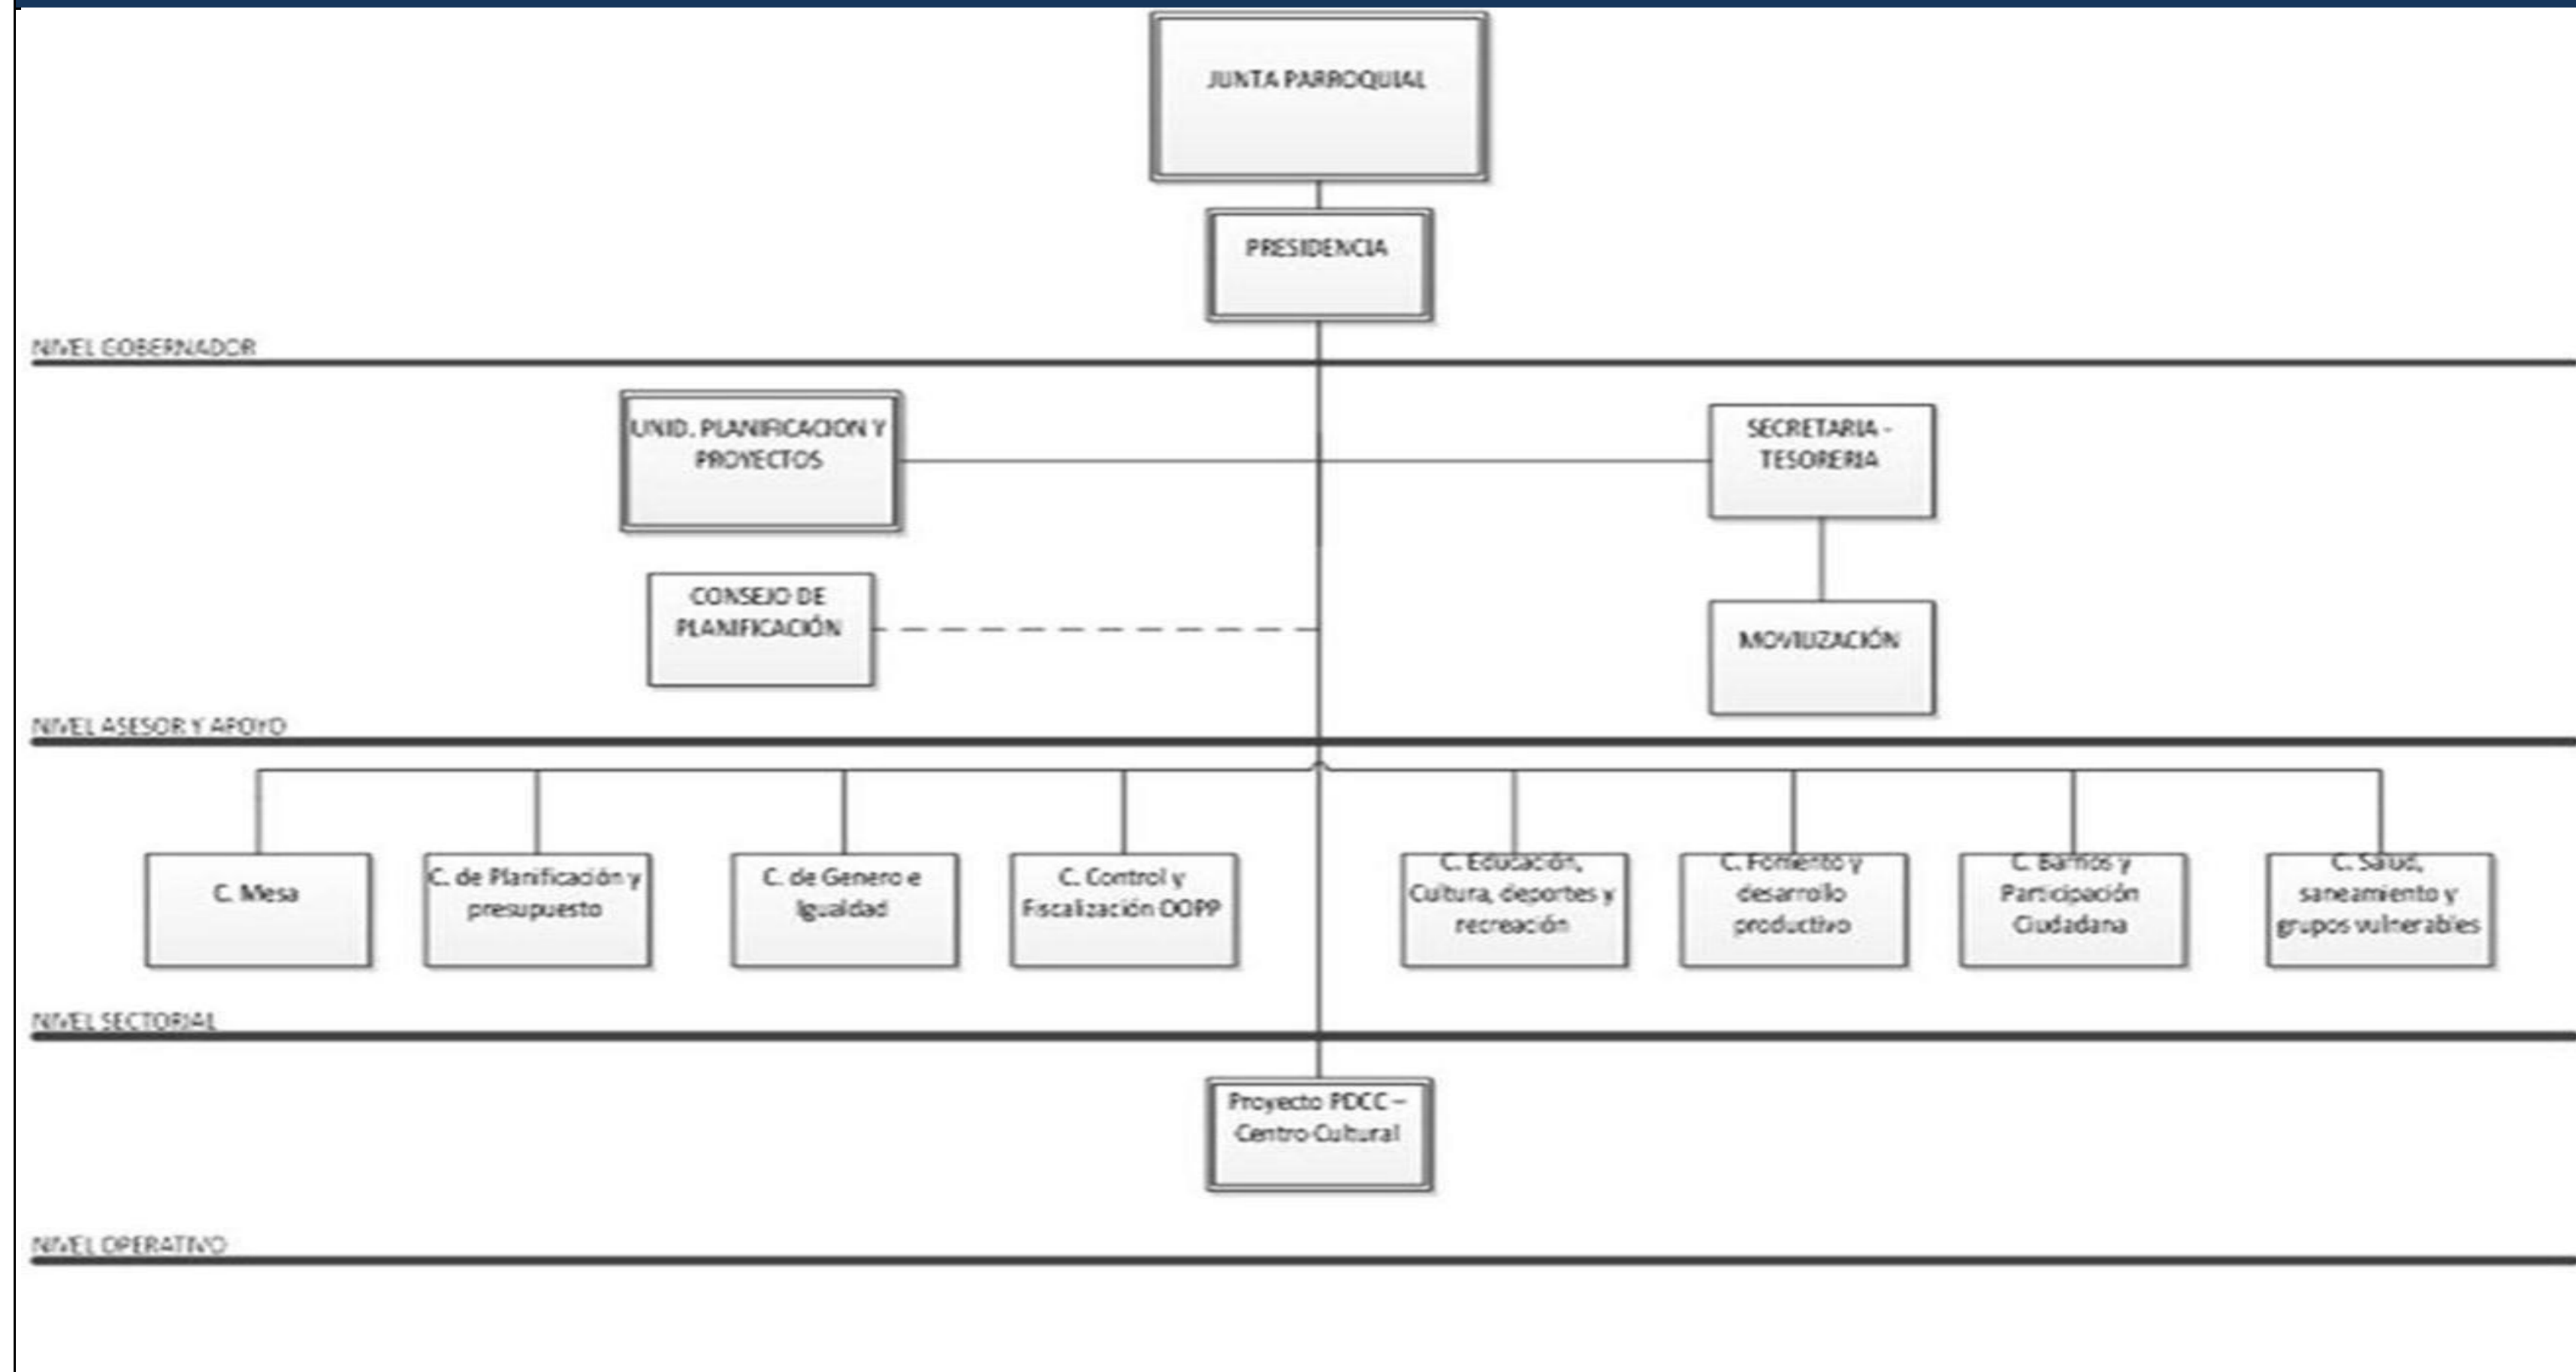 JUNTA PARROQUIAL
PRESIDENCIA
NIVEL GOBERNADOR
UNID. PLANIFICACION Y
PROYECTOS
SECRETARIA -
TESORERIA
CONSEJO DE
PLANIFICACIÓN
MOVILIZACIÓN
NIVEL ASESOR Y APOYO
C. Mesa
C. de Planificación y
presupuesto
C. de Genero e
Igualdad
C. Control y
Fiscalización OOPP
C. Educación,
Cultura, deportes y
recreación
C. Fomento y
desarrollo
productivo
C. Barrios y
Participación
Ciudadana
C. Salud,
saneamiento y
grupos vulnerables
NIVEL SECTORIAL
Proyecto PDCC –
Centro Cultural
NIVEL OPERATIVO